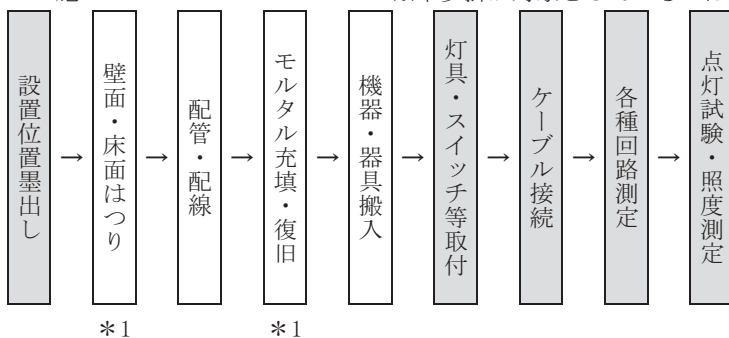 設置位置墨出し
→
壁面・床面はつり
→
配管・配線
→
モルタル充填・復旧
→
機器・器具搬入
→
灯具・スイッチ等取付
→
ケーブル接続
→
各種回路測定
→
点灯試験・照度測定
＊1
＊1